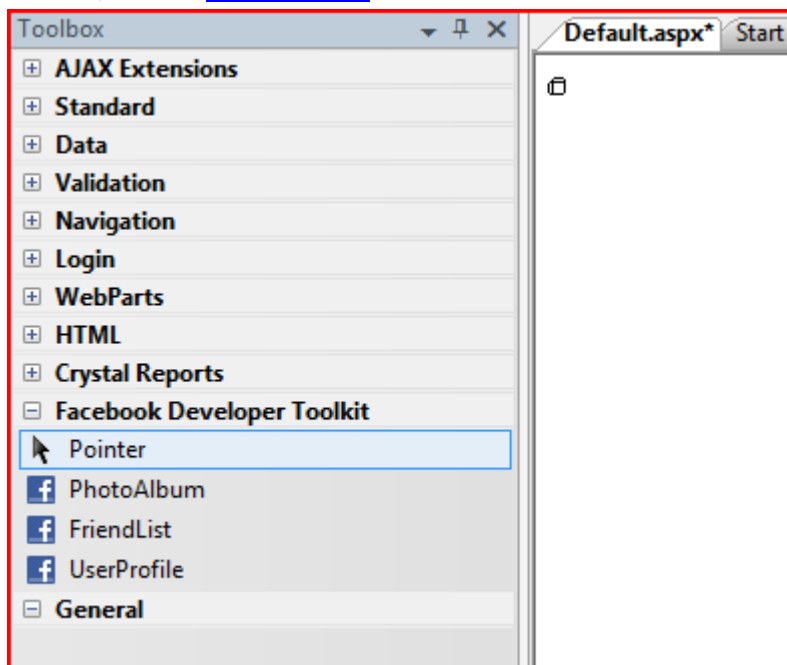 Toolbox
Default.aspx* Start
AJAX Extensions
Standard
Data
Validation
Navigation
Login
WebParts
HTML
Crystal Reports
Facebook Developer Toolkit
Pointer
PhotoAlbum
FriendList
UserProfile
General